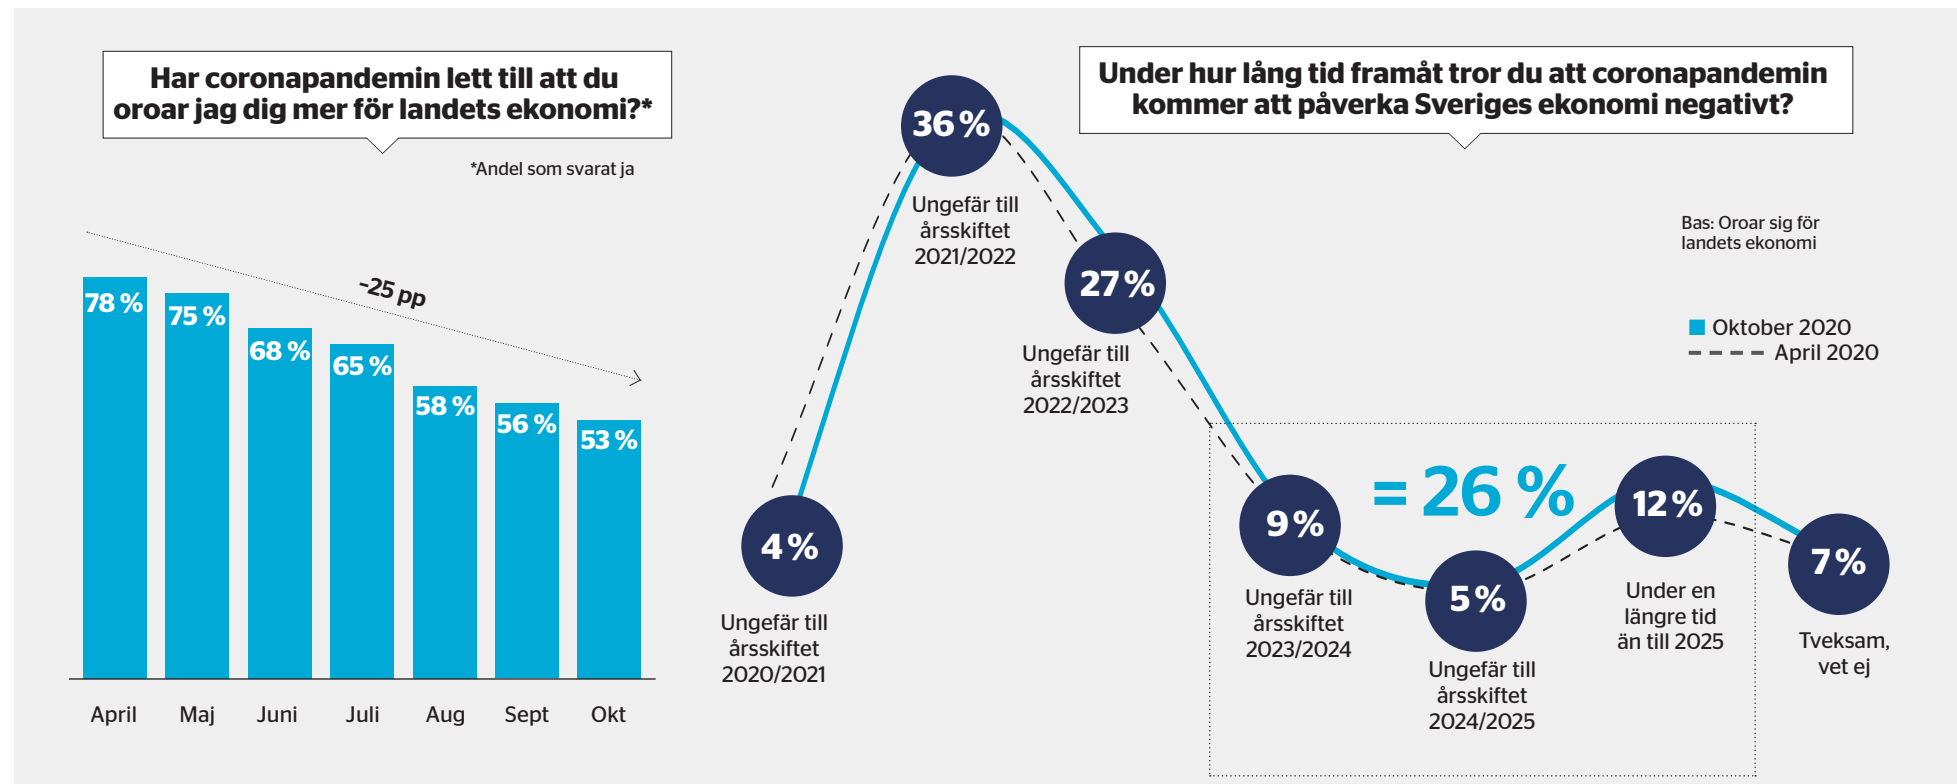 Har coronapandemin lett till att du
oroar jag dig mer för landets ekonomi?*
*Andel som svarat ja
–25 pp
78 %
75 %
68 %
65 %
58 %
56 %
53 %
April
Maj
Juni
Juli
Aug
Sept
Okt
Under hur lång tid framåt tror du att coronapandemin
kommer att påverka Sveriges ekonomi negativt?
Bas: Oroar sig för
landets ekonomi
Oktober 2020
April 2020
4 %
Ungefär till
årsskiftet
2020/2021
36 %
Ungefär till
årsskiftet
2021/2022
27 %
Ungefär till
årsskiftet
2022/2023
= 26 %
9 %
Ungefär till
årsskiftet
2023/2024
5 %
Ungefär till
årsskiftet
2024/2025
12 %
Under en
längre tid
än till 2025
7 %
Tveksam,
vet ej